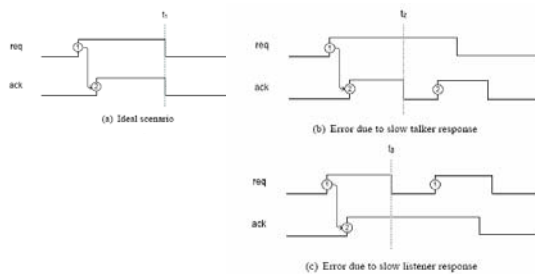 t₁
req
①
ack
②
(a) Ideal scenario
t₂
req
①
ack
② ②
(b) Error due to slow talker response
t₃
req
① ①
ack
②
(c) Error due to slow listener response